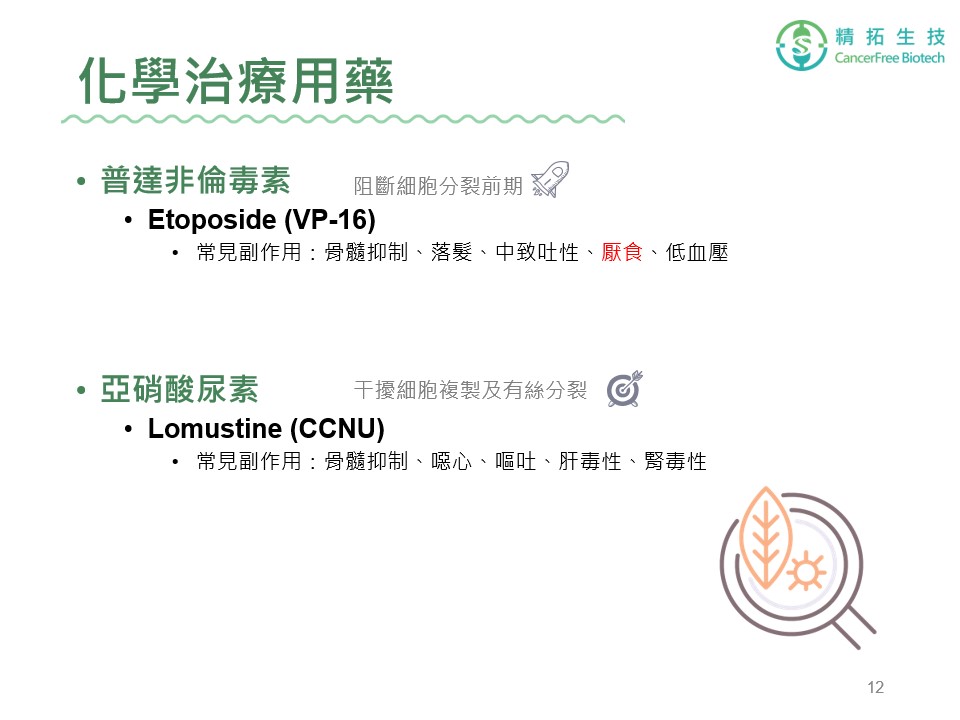 精拓生技
CancerFree Biotech
化學治療用藥
• 普達非倫毒素 阻斷細胞分裂前期
• Etoposide (VP-16)
• 常見副作用：骨髓抑制、落髮、中致吐性、厭食、低血壓
• 亞硝酸尿素 干擾細胞複製及有絲分裂
• Lomustine (CCNU)
• 常見副作用：骨髓抑制、噁心、嘔吐、肝毒性、腎毒性
12